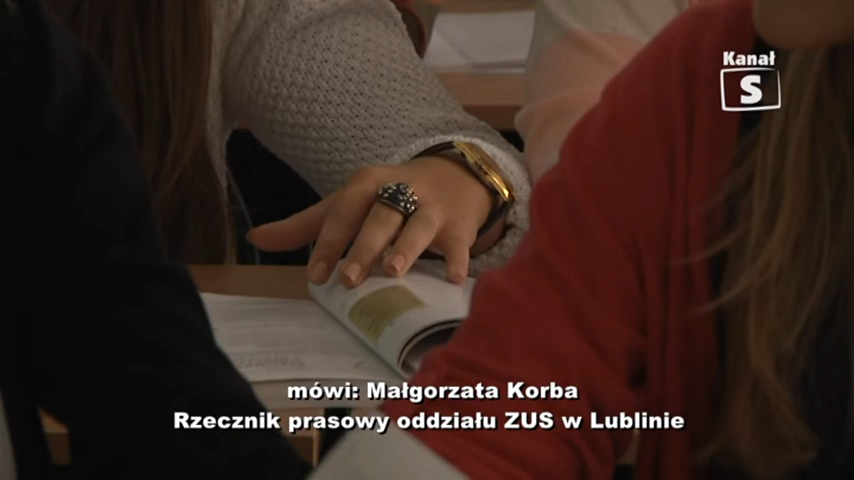 Kanał
S
mówi: Małgorzata Korba
Rzecznik prasowy oddziału ZUS w Lublinie